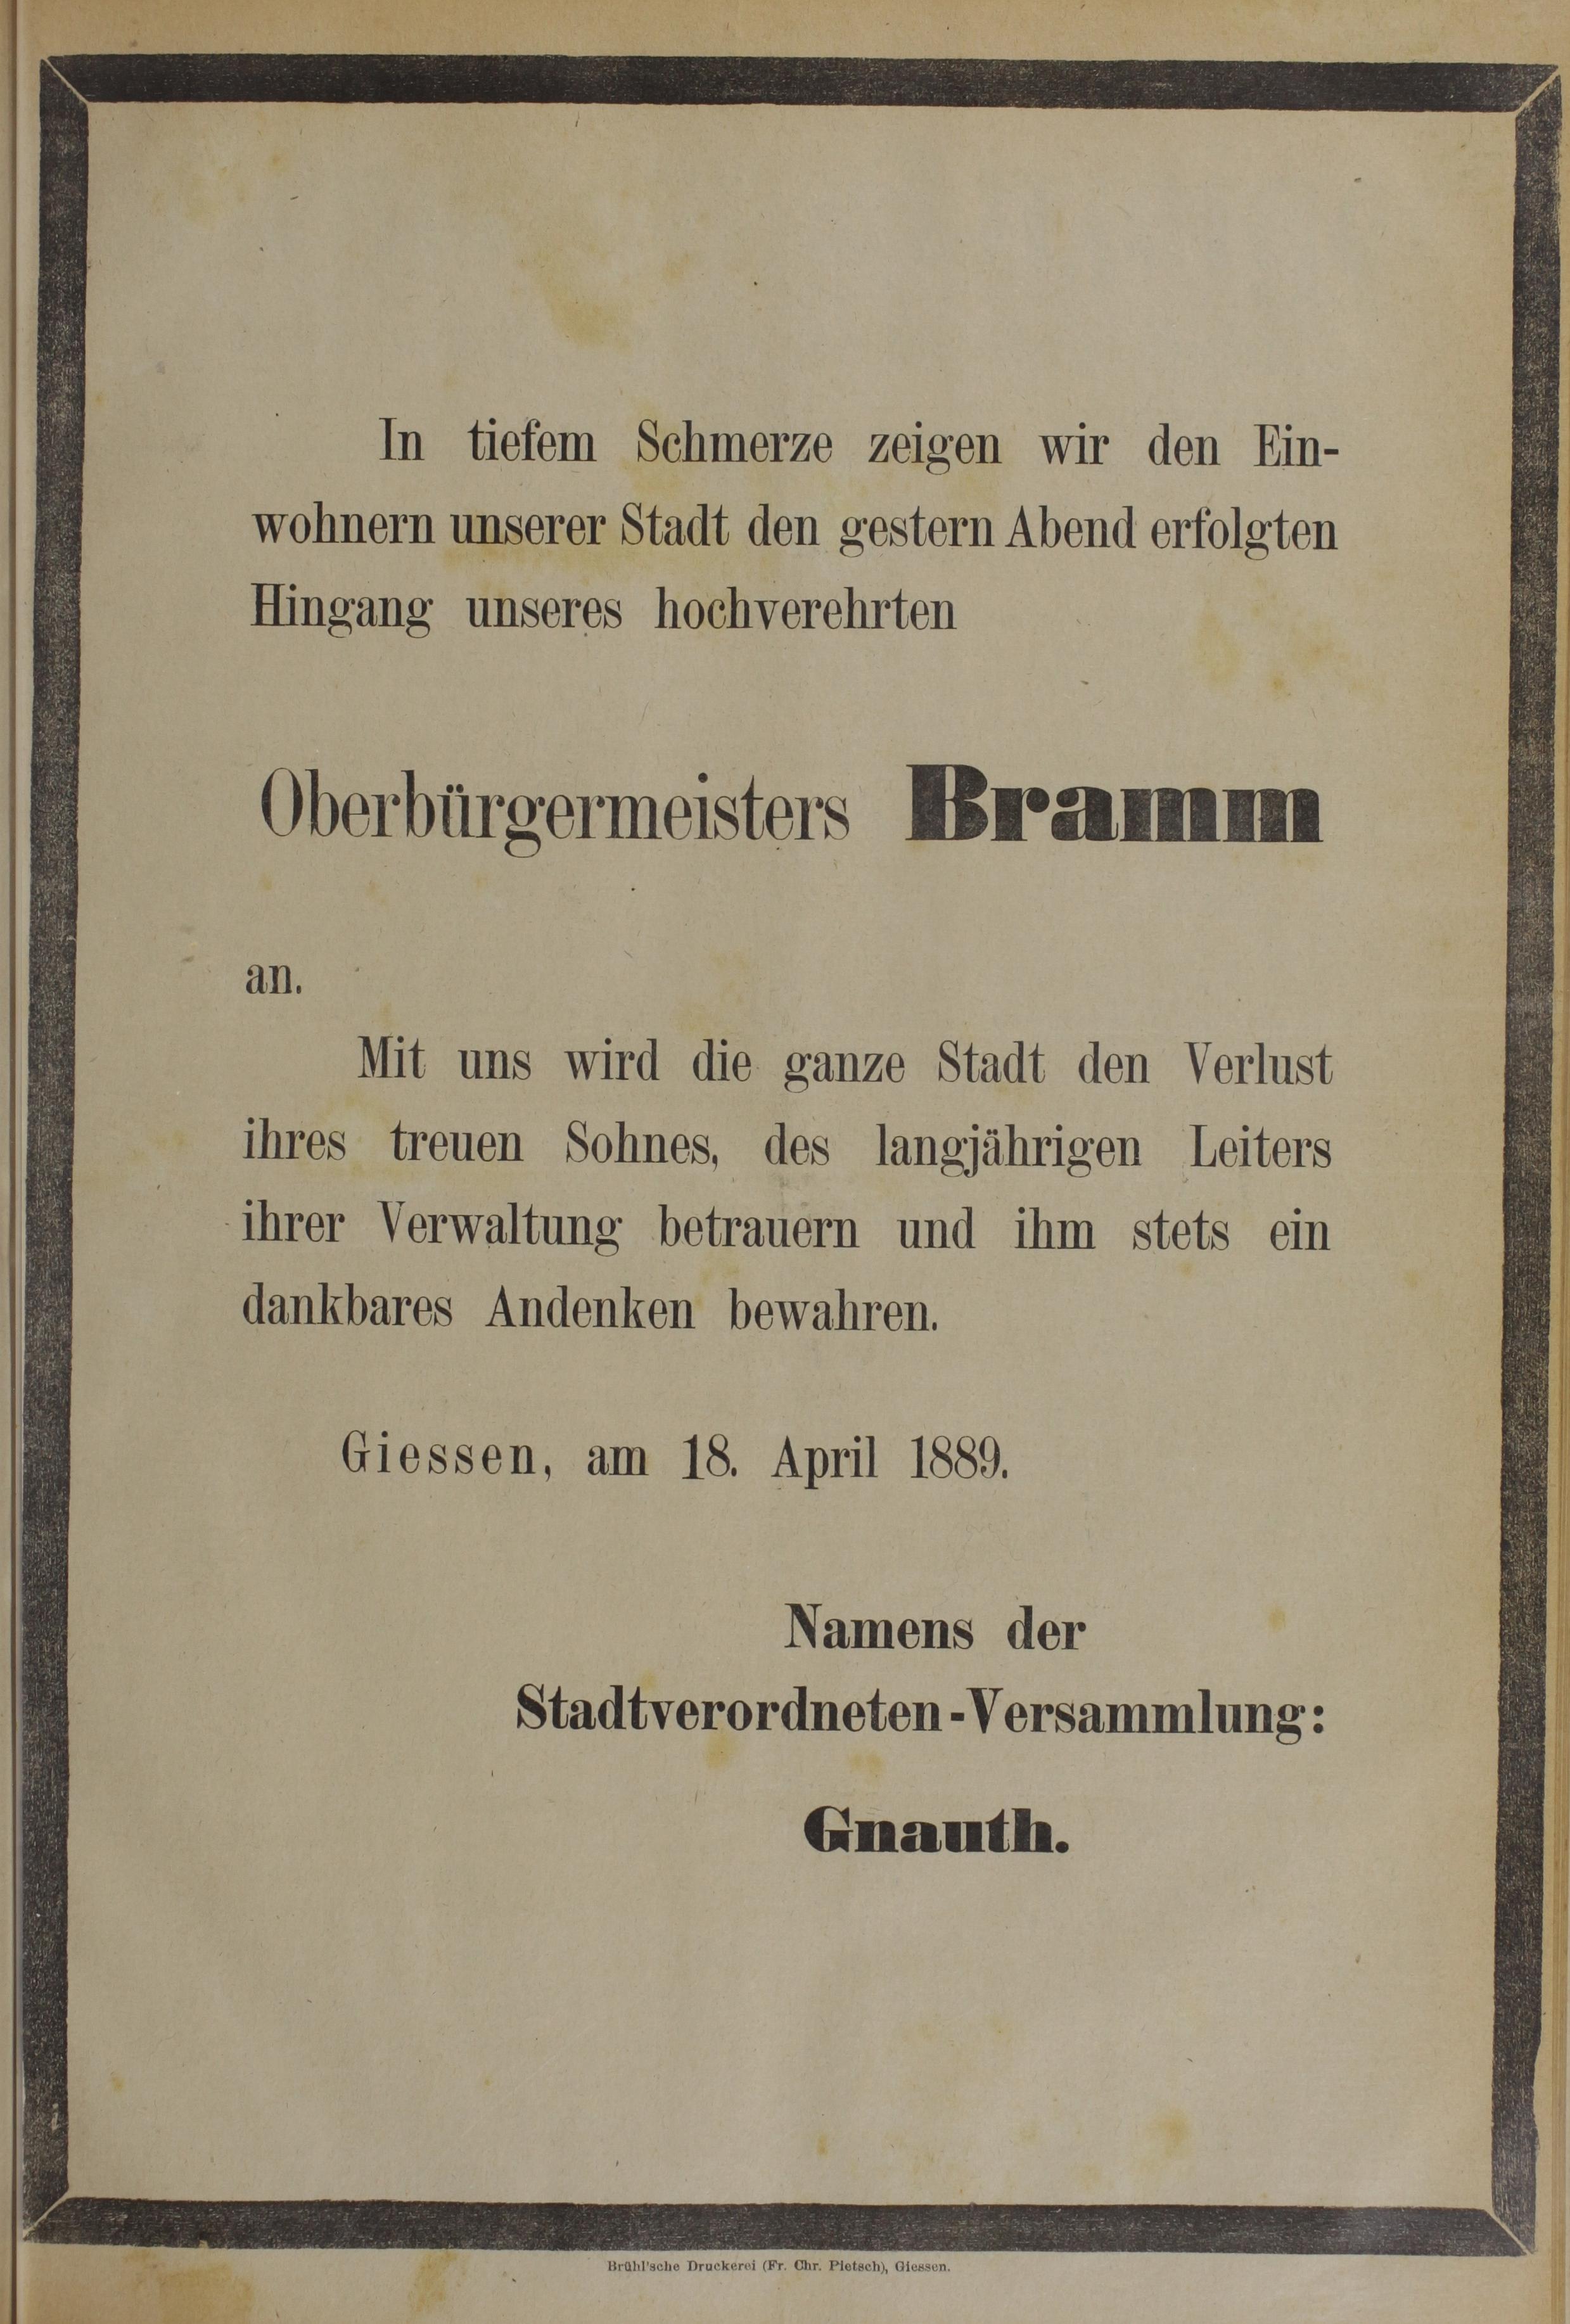 In tiefem Schmerze zeigen wir den Ein-
wohnern unserer Stadt den gestern Abend erfolgten
Hingang unseres hochverehrten
Oberbürgermeisters Bramm
an.
Mit uns wird die ganze Stadt den Verlust
ihres treuen Sohnes, des langjährigen Leiters
ihrer Verwaltung betrauern und ihm stets ein
dankbares Andenken bewahren.
Giessen, am 18. April 1889.
Namens der
Stadtverordneten-Versammlung:
Gnauth.
Brühl'sche Druckerei (Fr. Chr. Pietsch), Giessen.